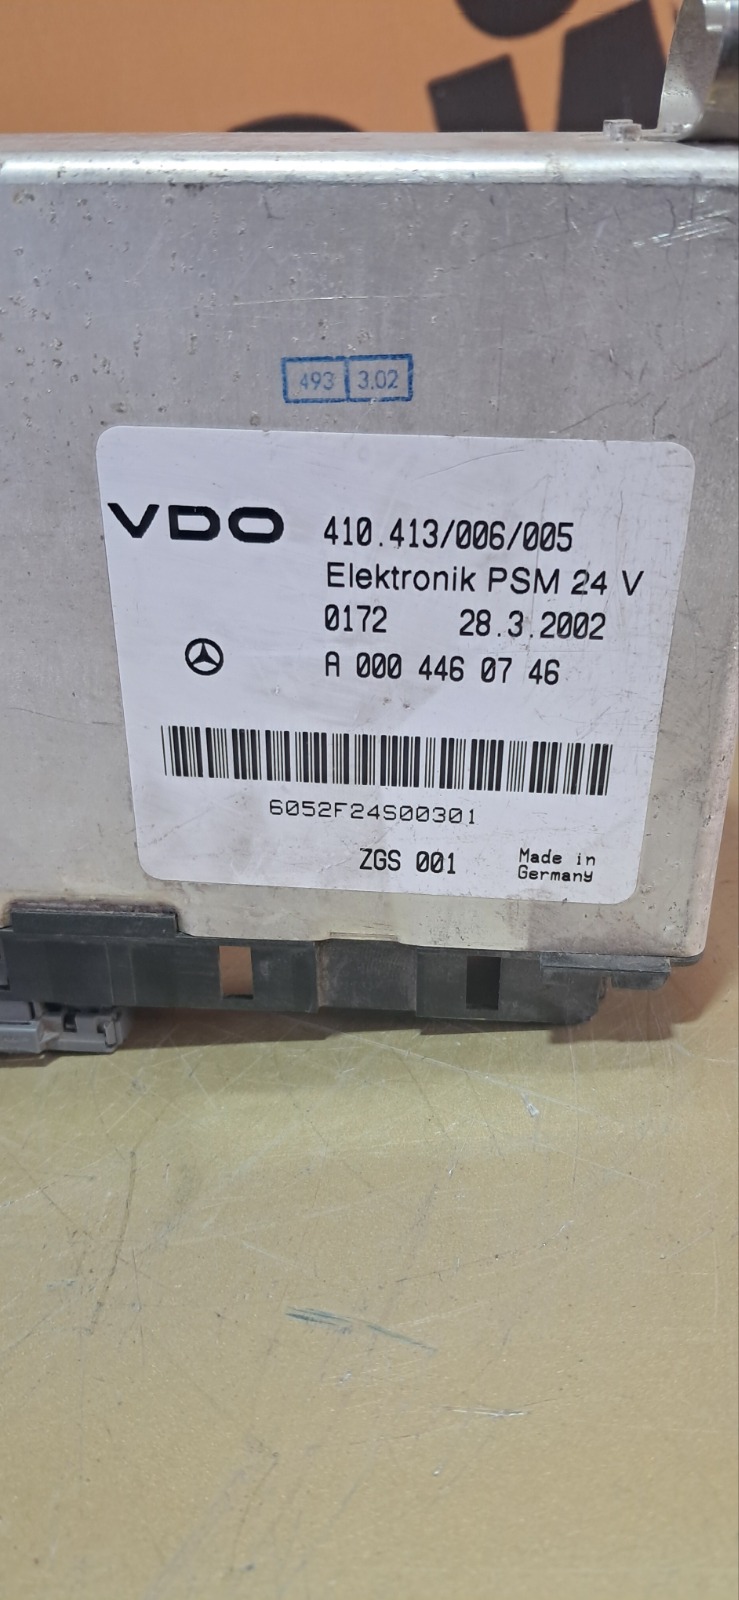 493 3.02
VDO 410.413/006/005
Elektronik PSM 24 V
0172 28.3.2002
A 000 446 07 46
6052F24S00301
ZGS 001 Made in
Germany